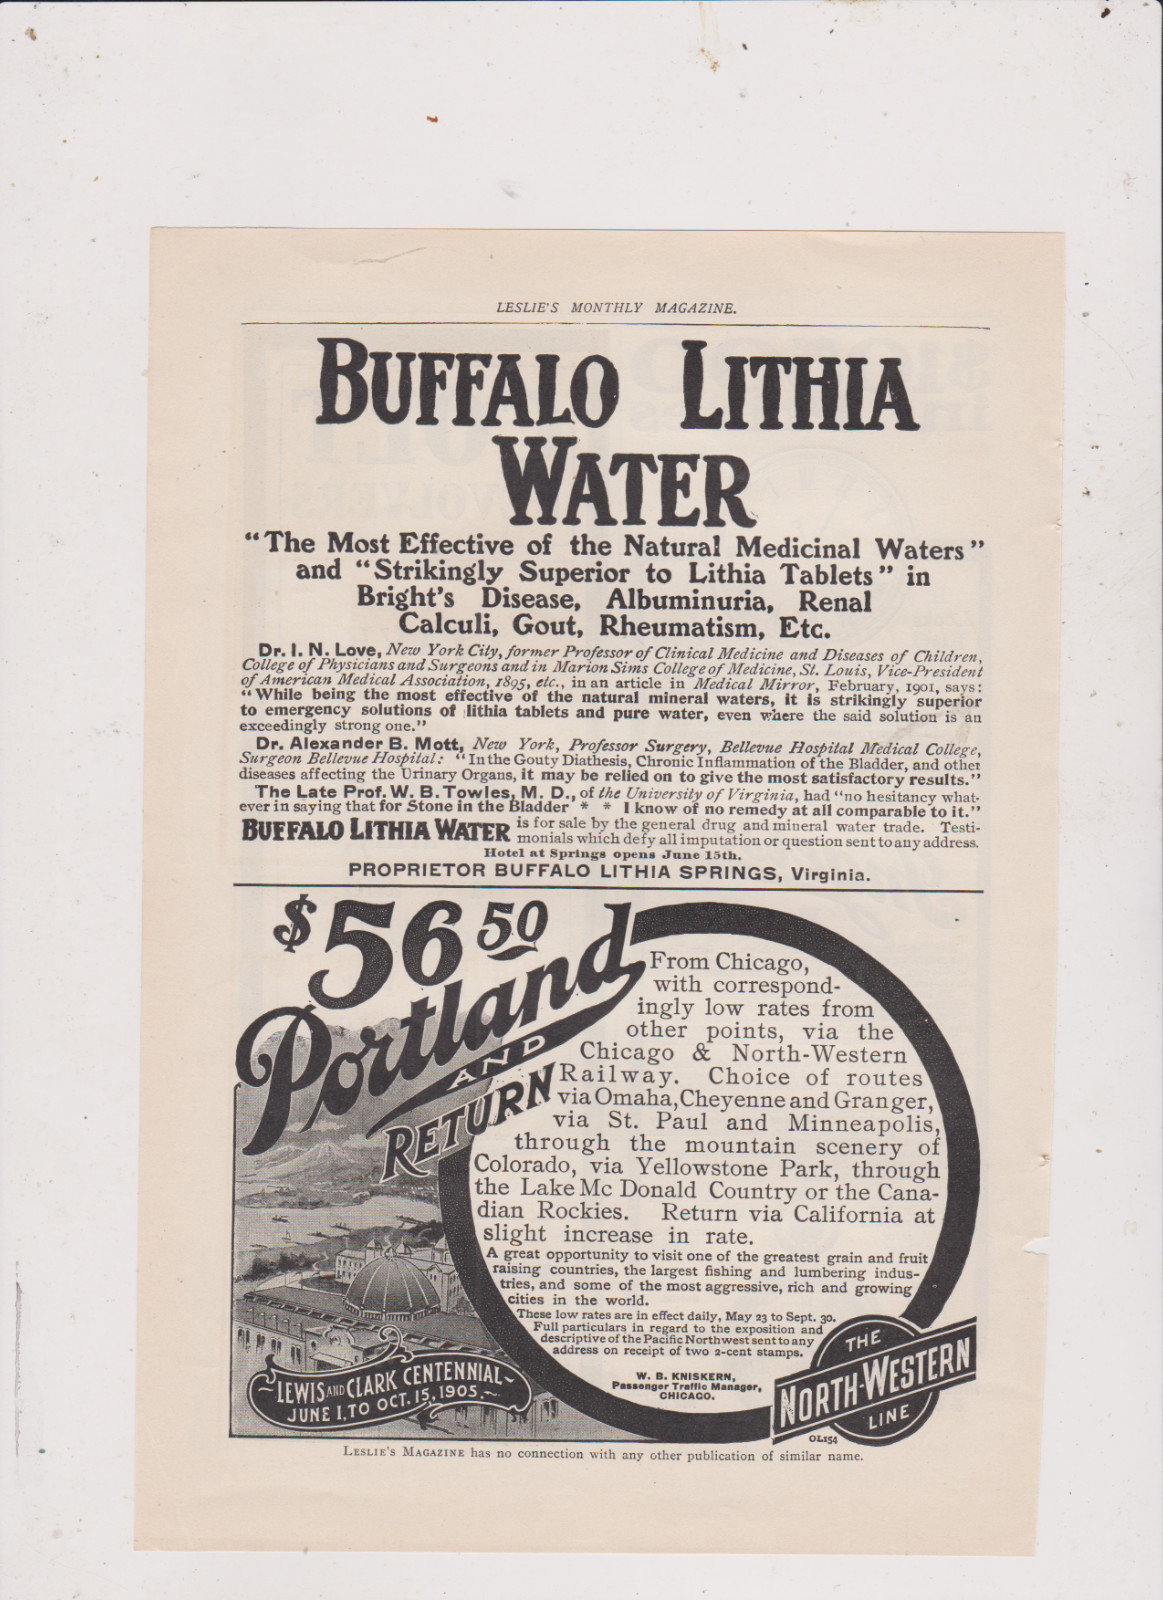 LESLIE'S MONTHLY MAGAZINE.
BUFFALO LITHIA
WATER
"The Most Effective of the Natural Medicinal Waters"
and "Strikingly Superior to Lithia Tablets" in
Bright's Disease, Albuminuria, Renal
Calculi, Gout, Rheumatism, Etc.
Dr. I. N. Love, New York City, former Professor of Clinical Medicine and Diseases of Children,
College of Physicians and Surgeons and in Marion Sims College of Medicine, St. Louis, Vice-President
of American Medical Association, 1895, etc., in an article in Medical Mirror, February, 1901, says:
"While being the most effective of the natural mineral waters, it is strikingly superior
to emergency solutions of lithia tablets and pure water, even where the said solution is an
exceedingly strong one."
Dr. Alexander B. Mott, New York, Professor Surgery, Bellevue Hospital Medical College,
Surgeon Bellevue Hospital: "In the Gouty Diathesis, Chronic Inflammation of the Bladder, and other
diseases affecting the Urinary Organs, it may be relied on to give the most satisfactory results."
The Late Prof. W. B. Towles, M. D., of the University of Virginia, had "no hesitancy what-
ever in saying that for Stone in the Bladder * * I know of no remedy at all comparable to it."
BUFFALO LITHIA WATER is for sale by the general drug and mineral water trade. Testi-
monials which defy all imputation or question sent to any address.
Hotel at Springs opens June 15th.
PROPRIETOR BUFFALO LITHIA SPRINGS, Virginia.
$56 50
Portland
AND
RETURN
From Chicago,
with correspond-
ingly low rates from
other points, via the
Chicago & North-Western
Railway. Choice of routes
via Omaha, Cheyenne and Granger,
via St. Paul and Minneapolis,
through the mountain scenery of
Colorado, via Yellowstone Park, through
the Lake Mc Donald Country or the Cana-
dian Rockies. Return via California at
slight increase in rate.
A great opportunity to visit one of the greatest grain and fruit
raising countries, the largest fishing and lumbering indus-
tries, and some of the most aggressive, rich and growing
cities in the world.
These low rates are in effect daily, May 23 to Sept. 30.
Full particulars in regard to the exposition and
descriptive of the Pacific Northwest sent to any
address on receipt of two 2-cent stamps.
W. B. KNISKERN,
Passenger Traffic Manager,
CHICAGO.
LEWIS AND CLARK CENTENNIAL
JUNE 1, TO OCT. 15, 1905.
THE
NORTH-WESTERN
LINE
OL154
LESLIE'S MAGAZINE has no connection with any other publication of similar name.